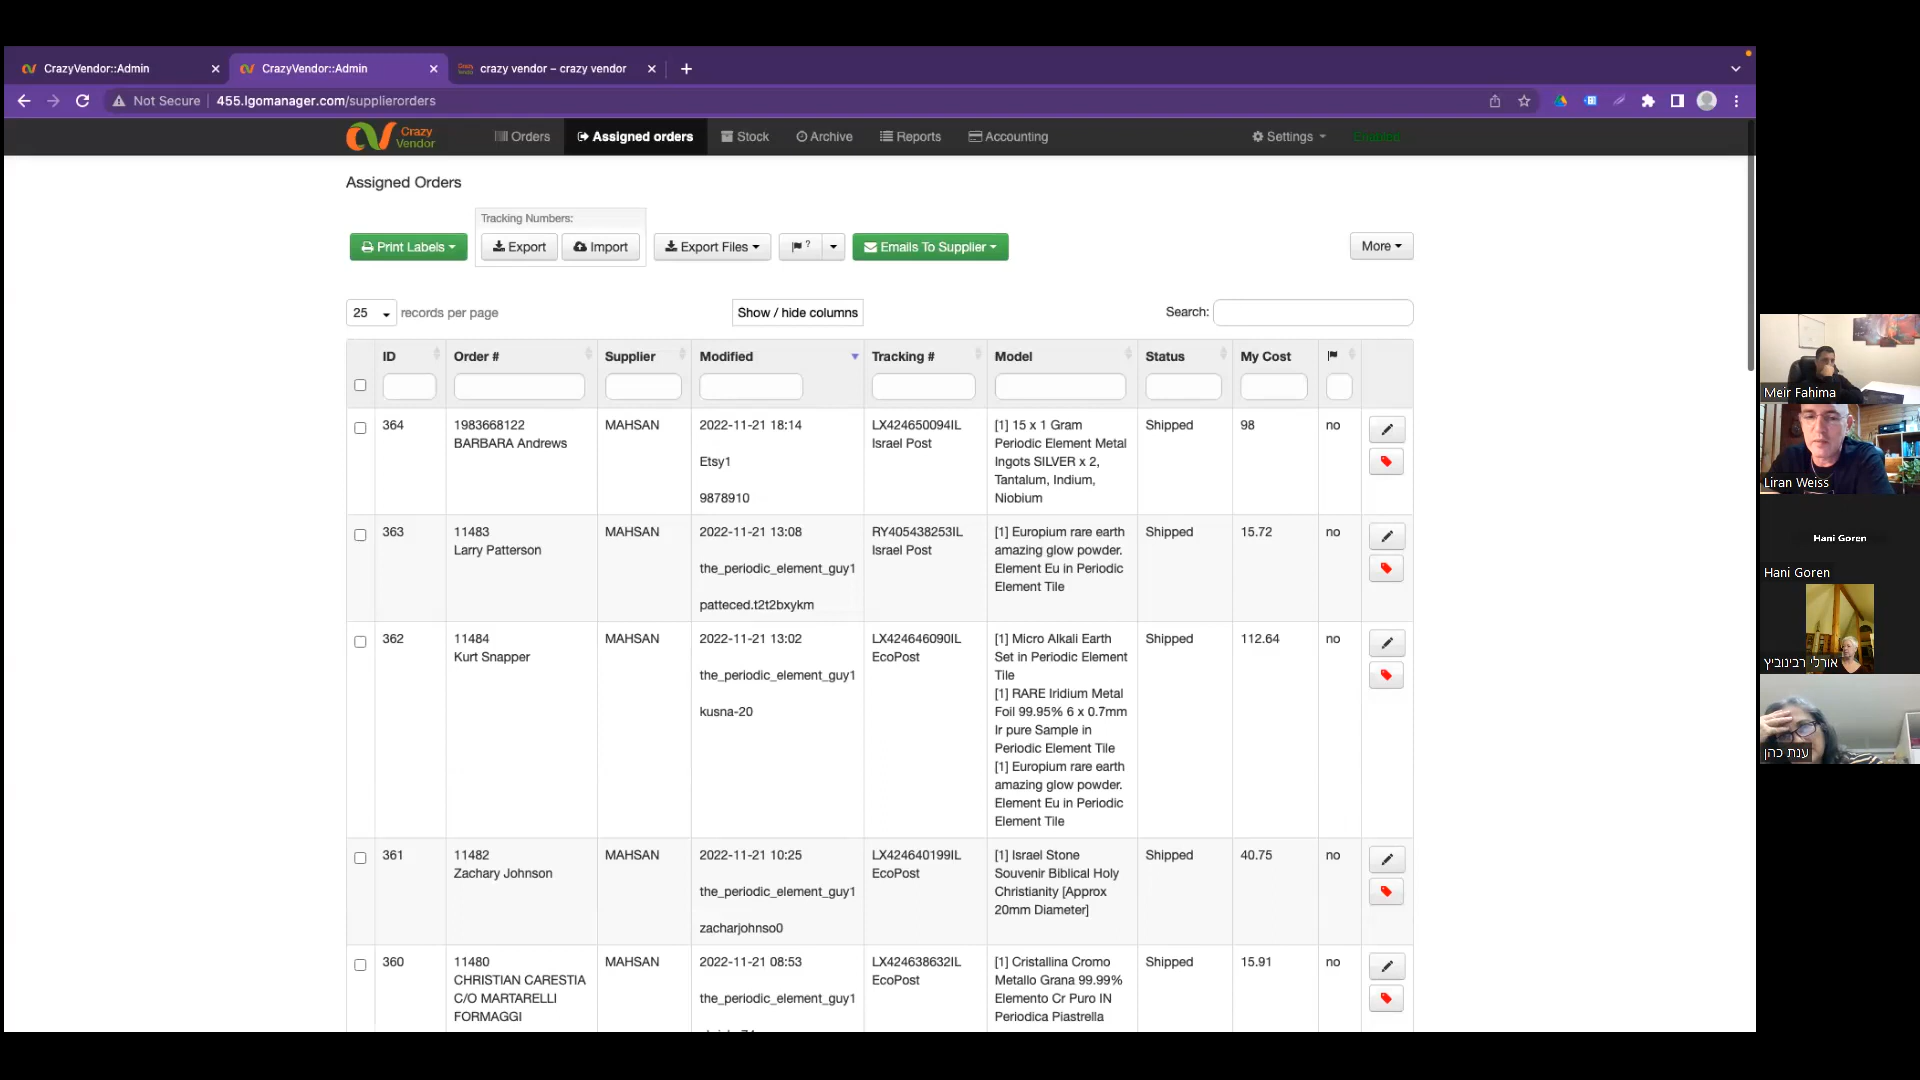 CrazyVendor::Admin
CrazyVendor::Admin
crazy vendor – crazy vendor
Not Secure
455.lgomanager.com/supplierorders
Crazy Vendor
Orders
Assigned orders
Stock
Archive
Reports
Accounting
Settings
Enabled
Assigned Orders
Tracking Numbers:
Print Labels
Export
Import
Export Files
?
Emails To Supplier
More
25 records per page
Show / hide columns
Search:
ID
Order #
Supplier
Modified
Tracking #
Model
Status
My Cost
364
1983668122
BARBARA Andrews
MAHSAN
2022-11-21 18:14
Etsy1
9878910
LX424650094IL
Israel Post
[1] 15 x 1 Gram
Periodic Element Metal
Ingots SILVER x 2,
Tantalum, Indium,
Niobium
Shipped
98
no
363
11483
Larry Patterson
MAHSAN
2022-11-21 13:08
the_periodic_element_guy1
patteced.t2t2bxykm
RY405438253IL
Israel Post
[1] Europium rare earth
amazing glow powder.
Element Eu in Periodic
Element Tile
Shipped
15.72
no
362
11484
Kurt Snapper
MAHSAN
2022-11-21 13:02
the_periodic_element_guy1
kusna-20
LX424646090IL
EcoPost
[1] Micro Alkali Earth
Set in Periodic Element
Tile
[1] RARE Iridium Metal
Foil 99.95% 6 x 0.7mm
Ir pure Sample in
Periodic Element Tile
[1] Europium rare earth
amazing glow powder.
Element Eu in Periodic
Element Tile
Shipped
112.64
no
361
11482
Zachary Johnson
MAHSAN
2022-11-21 10:25
the_periodic_element_guy1
zacharjohnso0
LX424640199IL
EcoPost
[1] Israel Stone
Souvenir Biblical Holy
Christianity [Approx
20mm Diameter]
Shipped
40.75
no
360
11480
CHRISTIAN CARESTIA
C/O MARTARELLI
FORMAGGI
MAHSAN
2022-11-21 08:53
the_periodic_element_guy1
LX424638632IL
EcoPost
[1] Cristallina Cromo
Metallo Grana 99.99%
Elemento Cr Puro IN
Periodica Piastrella
Shipped
15.91
no
Meir Fahima
Liran Weiss
Hani Goren
Hani Goren
אורלי רבינוביץ
ענת כהן